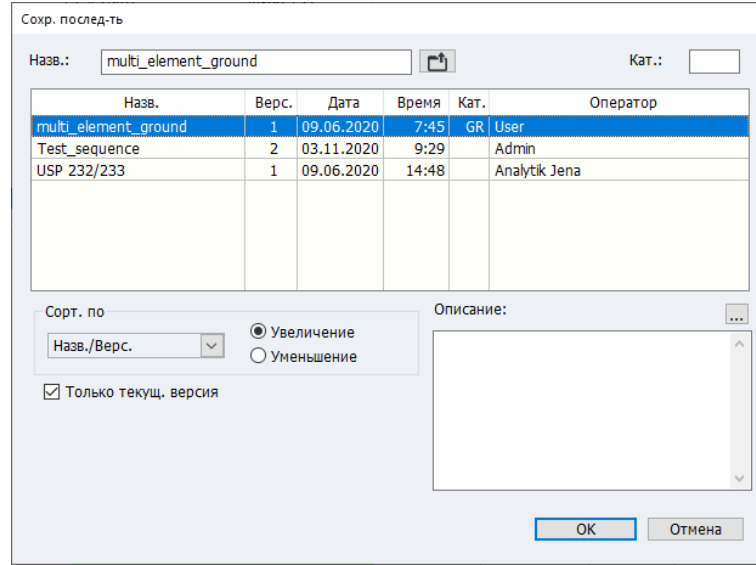 Сохр. послед-ть
Назв.: multi_element_ground Кат.:
Назв. Верс. Дата Время Кат. Оператор
multi_element_ground 1 09.06.2020 7:45 GR User
Test_sequence 2 03.11.2020 9:29 Admin
USP 232/233 1 09.06.2020 14:48 Analytik Jena
Сорт. по
Назв./Верс.
Увеличение
Уменьшение
Только текущ. версия
Описание:
...
OK Отмена